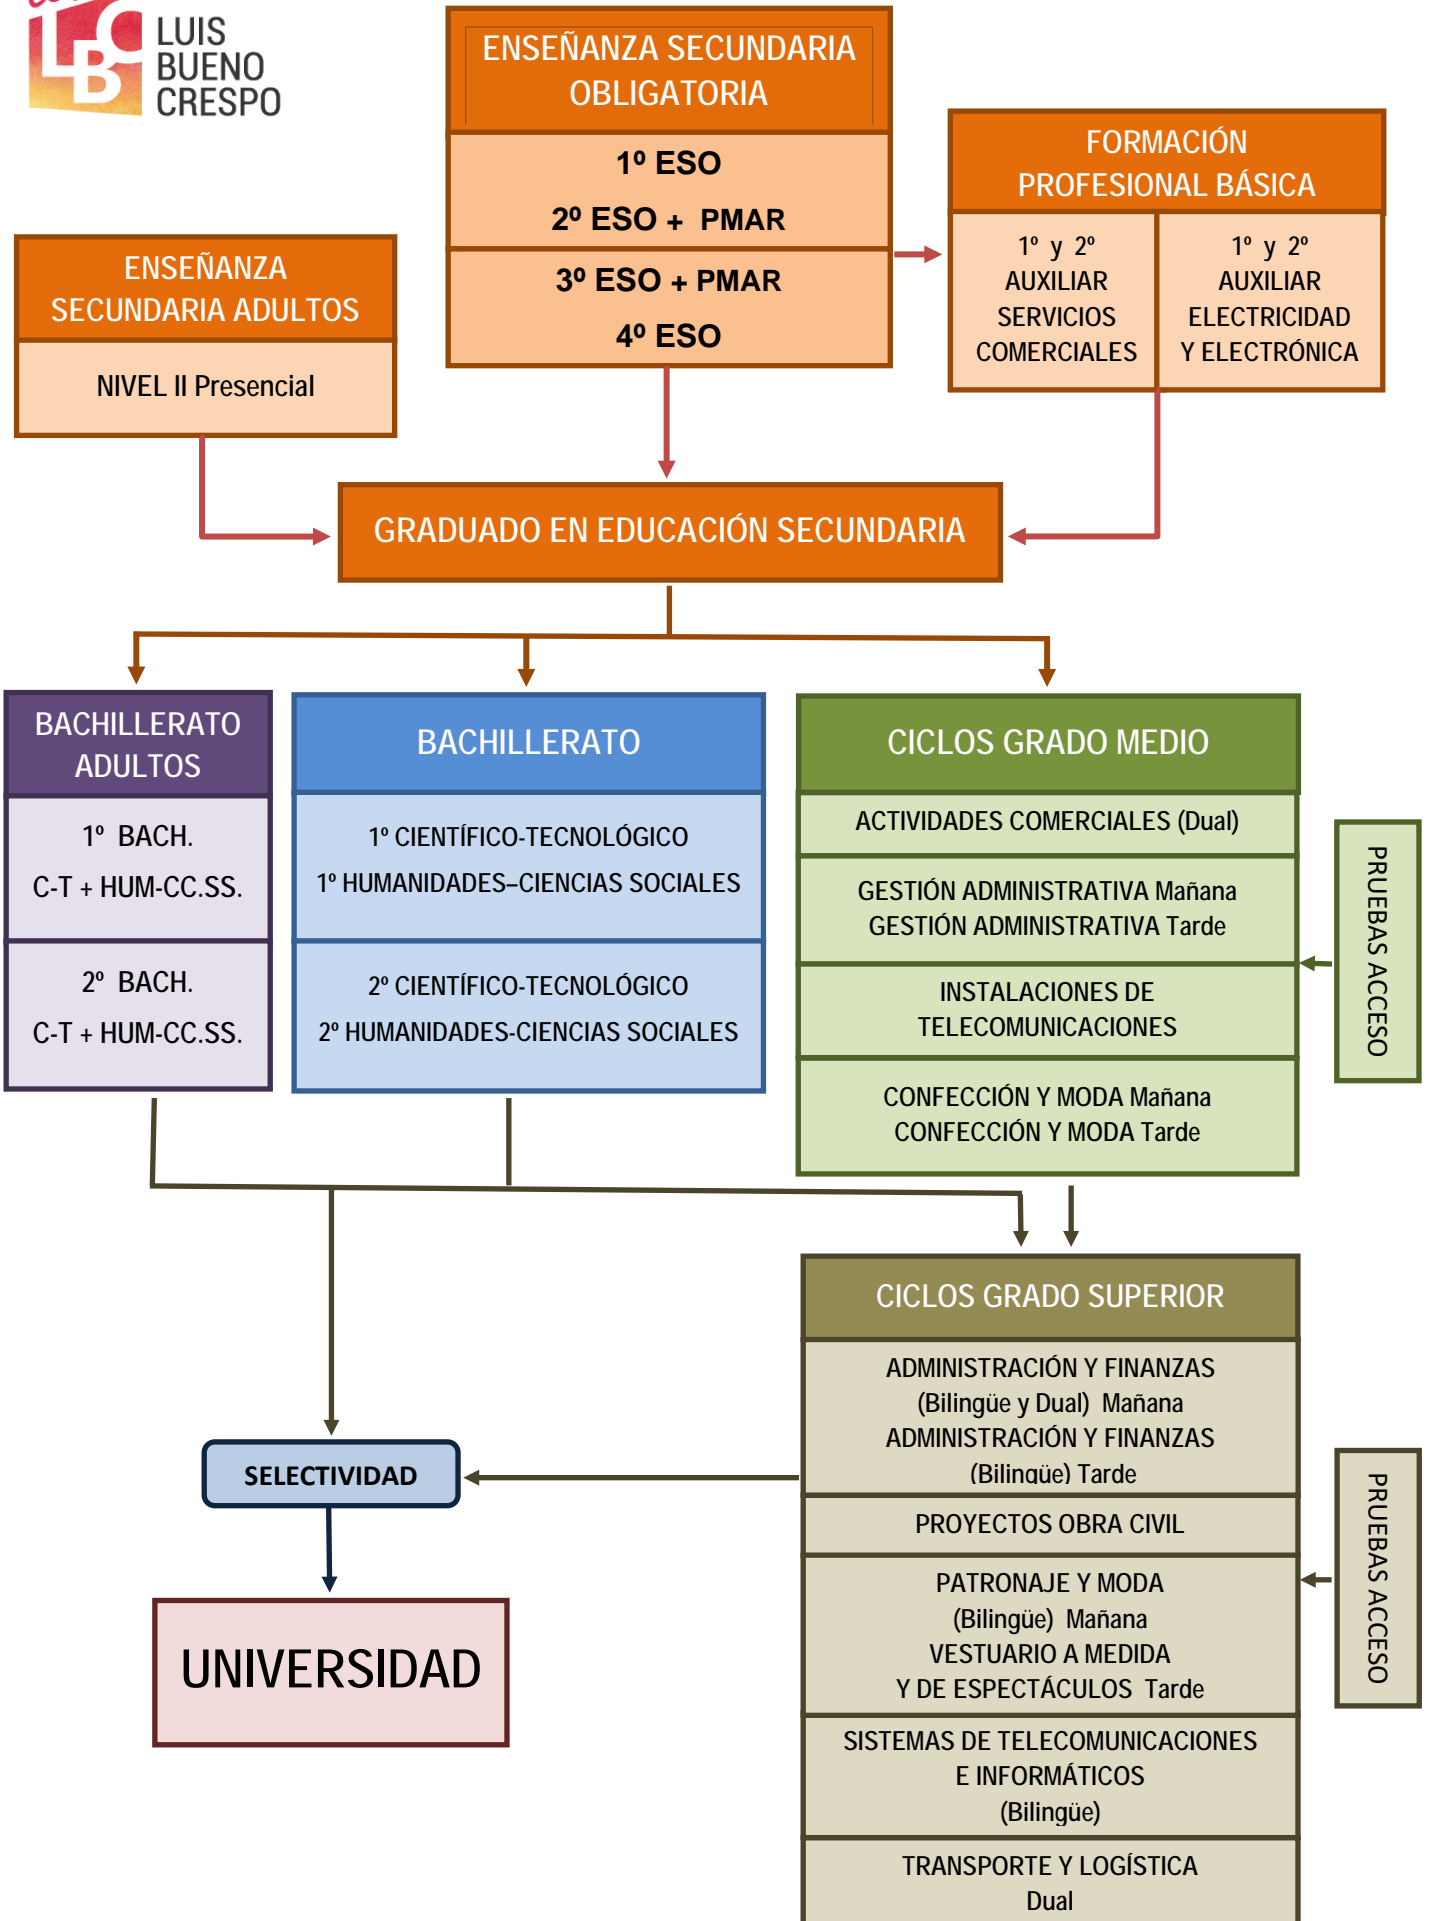 LBC
LUIS
BUENO
CRESPO
ENSEÑANZA SECUNDARIA
OBLIGATORIA
1º ESO
2º ESO + PMAR
3º ESO + PMAR
4º ESO
FORMACIÓN
PROFESIONAL BÁSICA
1º y 2º
AUXILIAR
SERVICIOS
COMERCIALES
1º y 2º
AUXILIAR
ELECTRICIDAD
Y ELECTRÓNICA
ENSEÑANZA
SECUNDARIA ADULTOS
NIVEL II Presencial
GRADUADO EN EDUCACIÓN SECUNDARIA
BACHILLERATO
ADULTOS
1º BACH.
C-T + HUM-CC.SS.
2º BACH.
C-T + HUM-CC.SS.
BACHILLERATO
1º CIENTÍFICO-TECNOLÓGICO
1º HUMANIDADES–CIENCIAS SOCIALES
2º CIENTÍFICO-TECNOLÓGICO
2º HUMANIDADES-CIENCIAS SOCIALES
CICLOS GRADO MEDIO
ACTIVIDADES COMERCIALES (Dual)
GESTIÓN ADMINISTRATIVA Mañana
GESTIÓN ADMINISTRATIVA Tarde
INSTALACIONES DE
TELECOMUNICACIONES
CONFECCIÓN Y MODA Mañana
CONFECCIÓN Y MODA Tarde
PRUEBAS ACCESO
CICLOS GRADO SUPERIOR
ADMINISTRACIÓN Y FINANZAS
(Bilingüe y Dual) Mañana
ADMINISTRACIÓN Y FINANZAS
(Bilingüe) Tarde
PROYECTOS OBRA CIVIL
PATRONAJE Y MODA
(Bilingüe) Mañana
VESTUARIO A MEDIDA
Y DE ESPECTÁCULOS Tarde
SISTEMAS DE TELECOMUNICACIONES
E INFORMÁTICOS
(Bilingüe)
TRANSPORTE Y LOGÍSTICA
Dual
PRUEBAS ACCESO
SELECTIVIDAD
UNIVERSIDAD